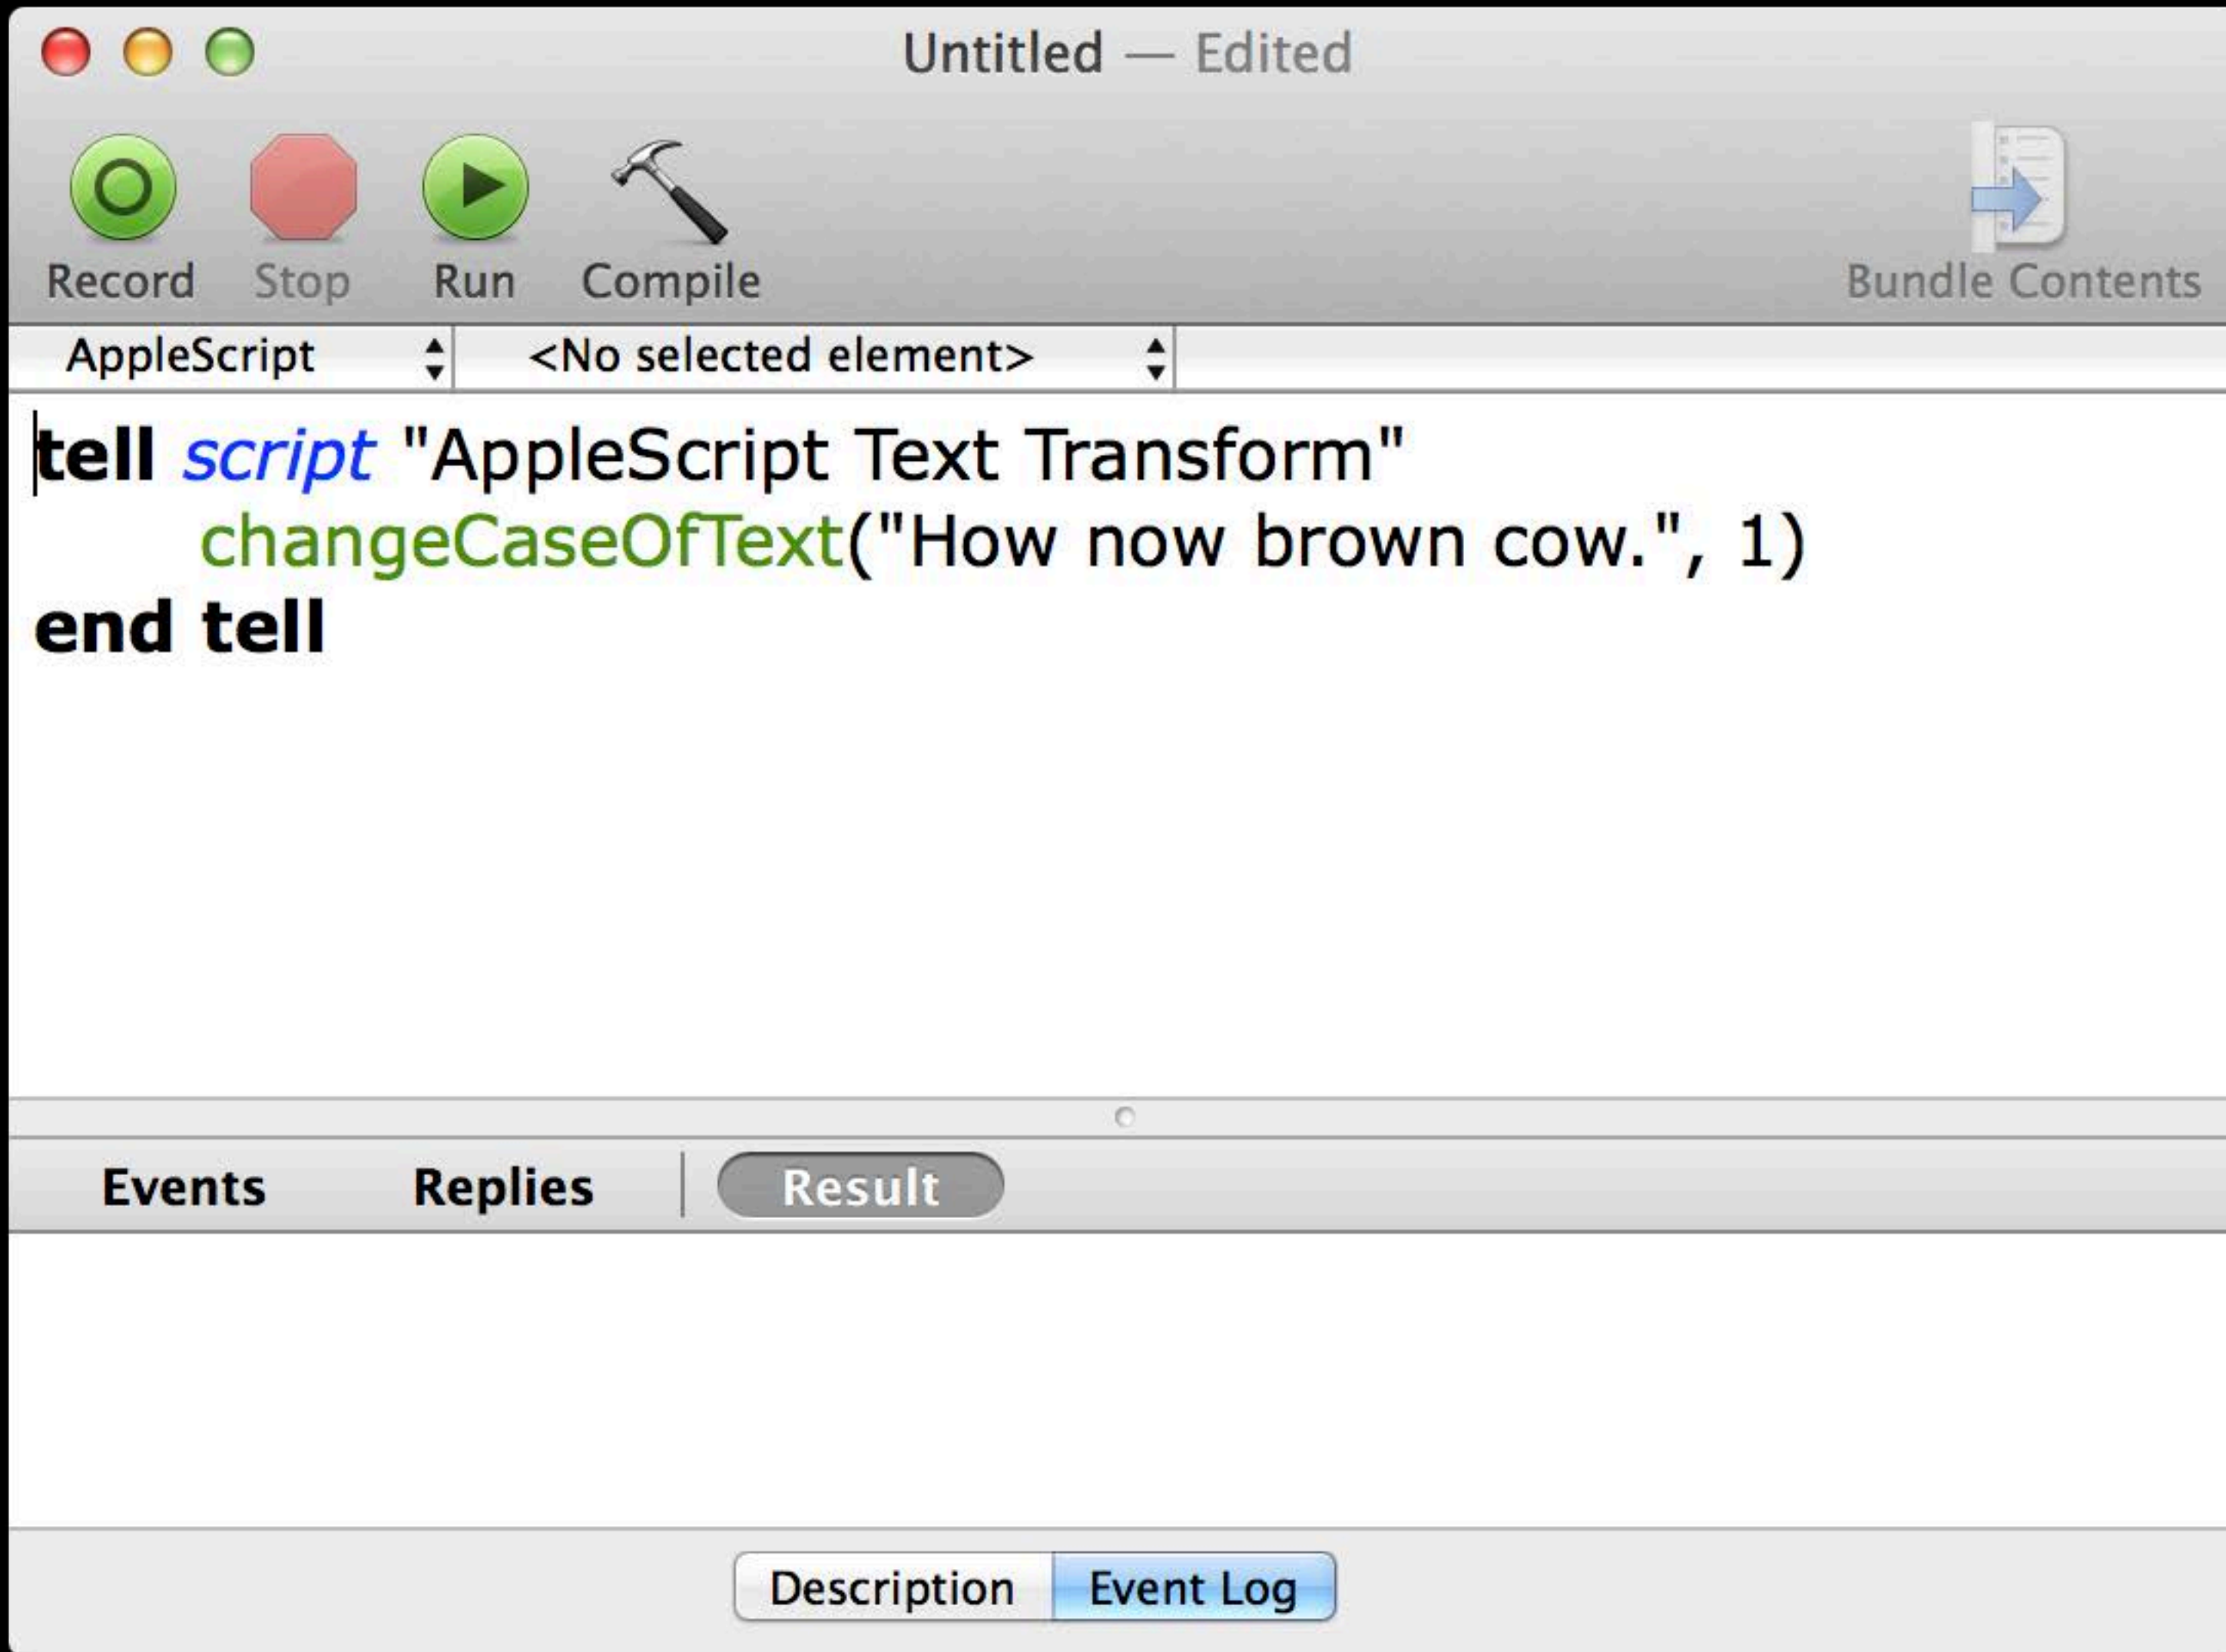 Untitled — Edited
Record Stop Run Compile Bundle Contents
AppleScript <No selected element>
tell script "AppleScript Text Transform"
changeCaseOfText("How now brown cow.", 1)
end tell
Events Replies Result
Description Event Log